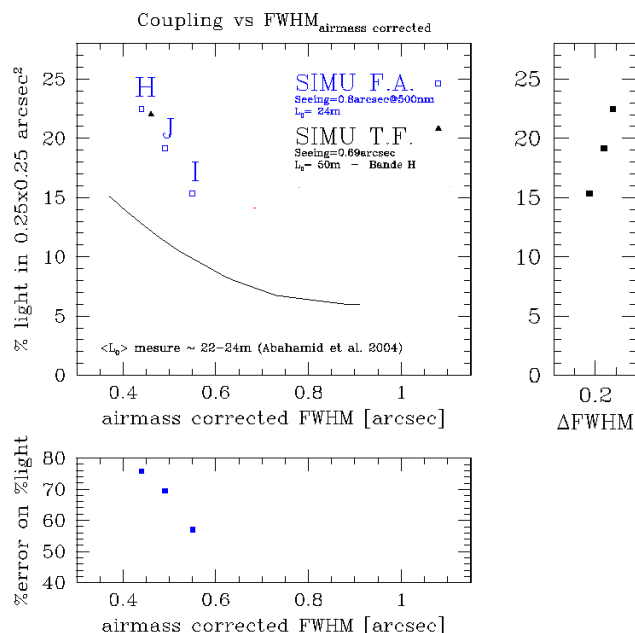 Coupling vs FWHM airmass corrected
% light in 0.25x0.25 arcsec²
25
20
15
10
5
0
H
J
I
SIMU F.A.
Seeing=0.8arcsec@500nm
L₀= 24m
SIMU T.F.
Seeing=0.69arcsec
L₀= 50m − Bande H
<L₀> mesure ~ 22−24m (Abahamid et al. 2004)
0.4 0.6 0.8 1
airmass corrected FWHM [arcsec]
25
20
15
10
5
0
0.2
ΔFWHM
%error on %light
80
70
60
50
40
0.4 0.6 0.8 1
airmass corrected FWHM [arcsec]